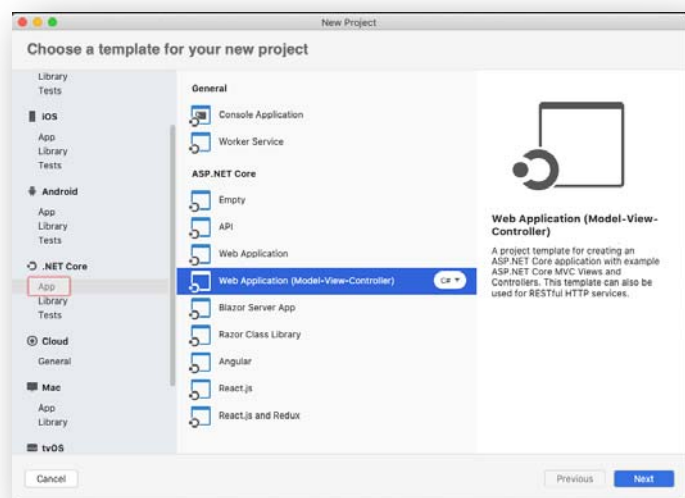 New Project
Choose a template for your new project
Library
Tests
iOS
App
Library
Tests
Android
App
Library
Tests
.NET Core
App
Library
Tests
Cloud
General
Mac
App
Library
tvOS
General
Console Application
Worker Service
ASP.NET Core
Empty
API
Web Application
Web Application (Model-View-Controller)
C#
Blazor Server App
Razor Class Library
Angular
React.js
React.js and Redux
Web Application (Model-View-
Controller)
A project template for creating an
ASP.NET Core application with example
ASP.NET Core MVC Views and
Controllers. This template can also be
used for RESTful HTTP services.
Cancel
Previous
Next